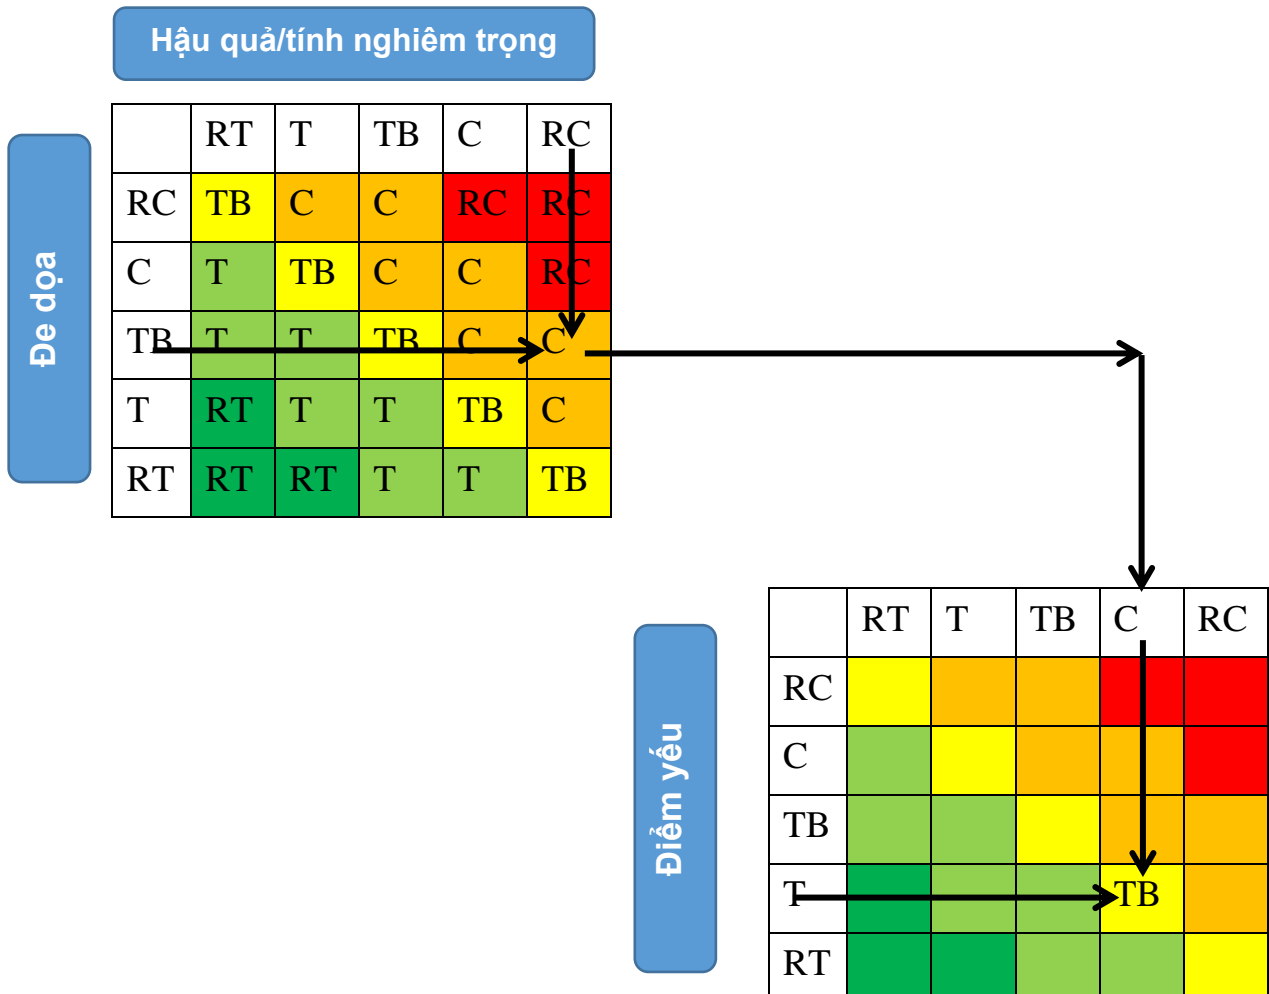 Hậu quả/tính nghiêm trọng
Đe dọa
RT T TB C RC
RC TB C C RC RC
C T TB C C RC
TB T T TB C C
T RT T T TB C
RT RT RT T T TB
Điểm yếu
RT T TB C RC
RC
C
TB
T TB
RT